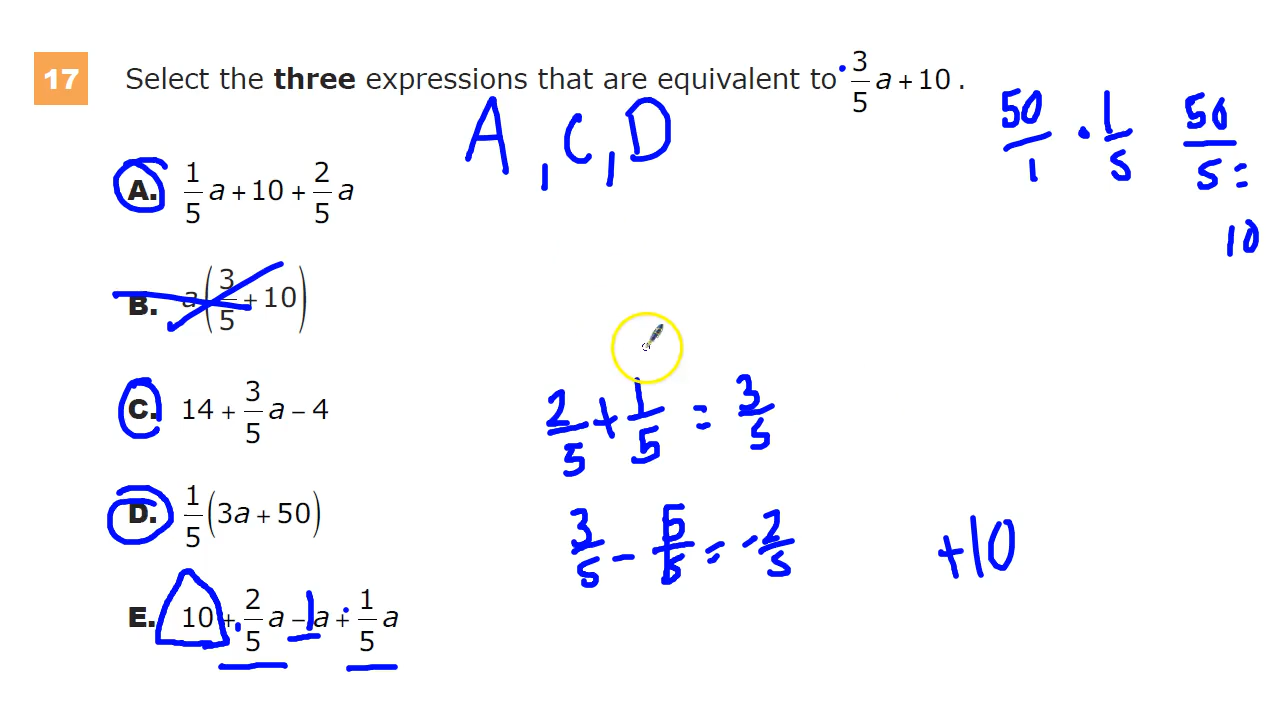 17 Select the three expressions that are equivalent to 3/5 a + 10 .
A , C , D
50/1 · 1/5 50/5 =
10
A. 1/5 a + 10 + 2/5 a
B. a(3/5 + 10)
C. 14 + 3/5 a − 4
2/5 + 1/5 = 3/5
D. 1/5 (3a + 50)
3/5 − 5/5 = -2/5
+10
E. 10 + 2/5 a − 1a + 1/5 a